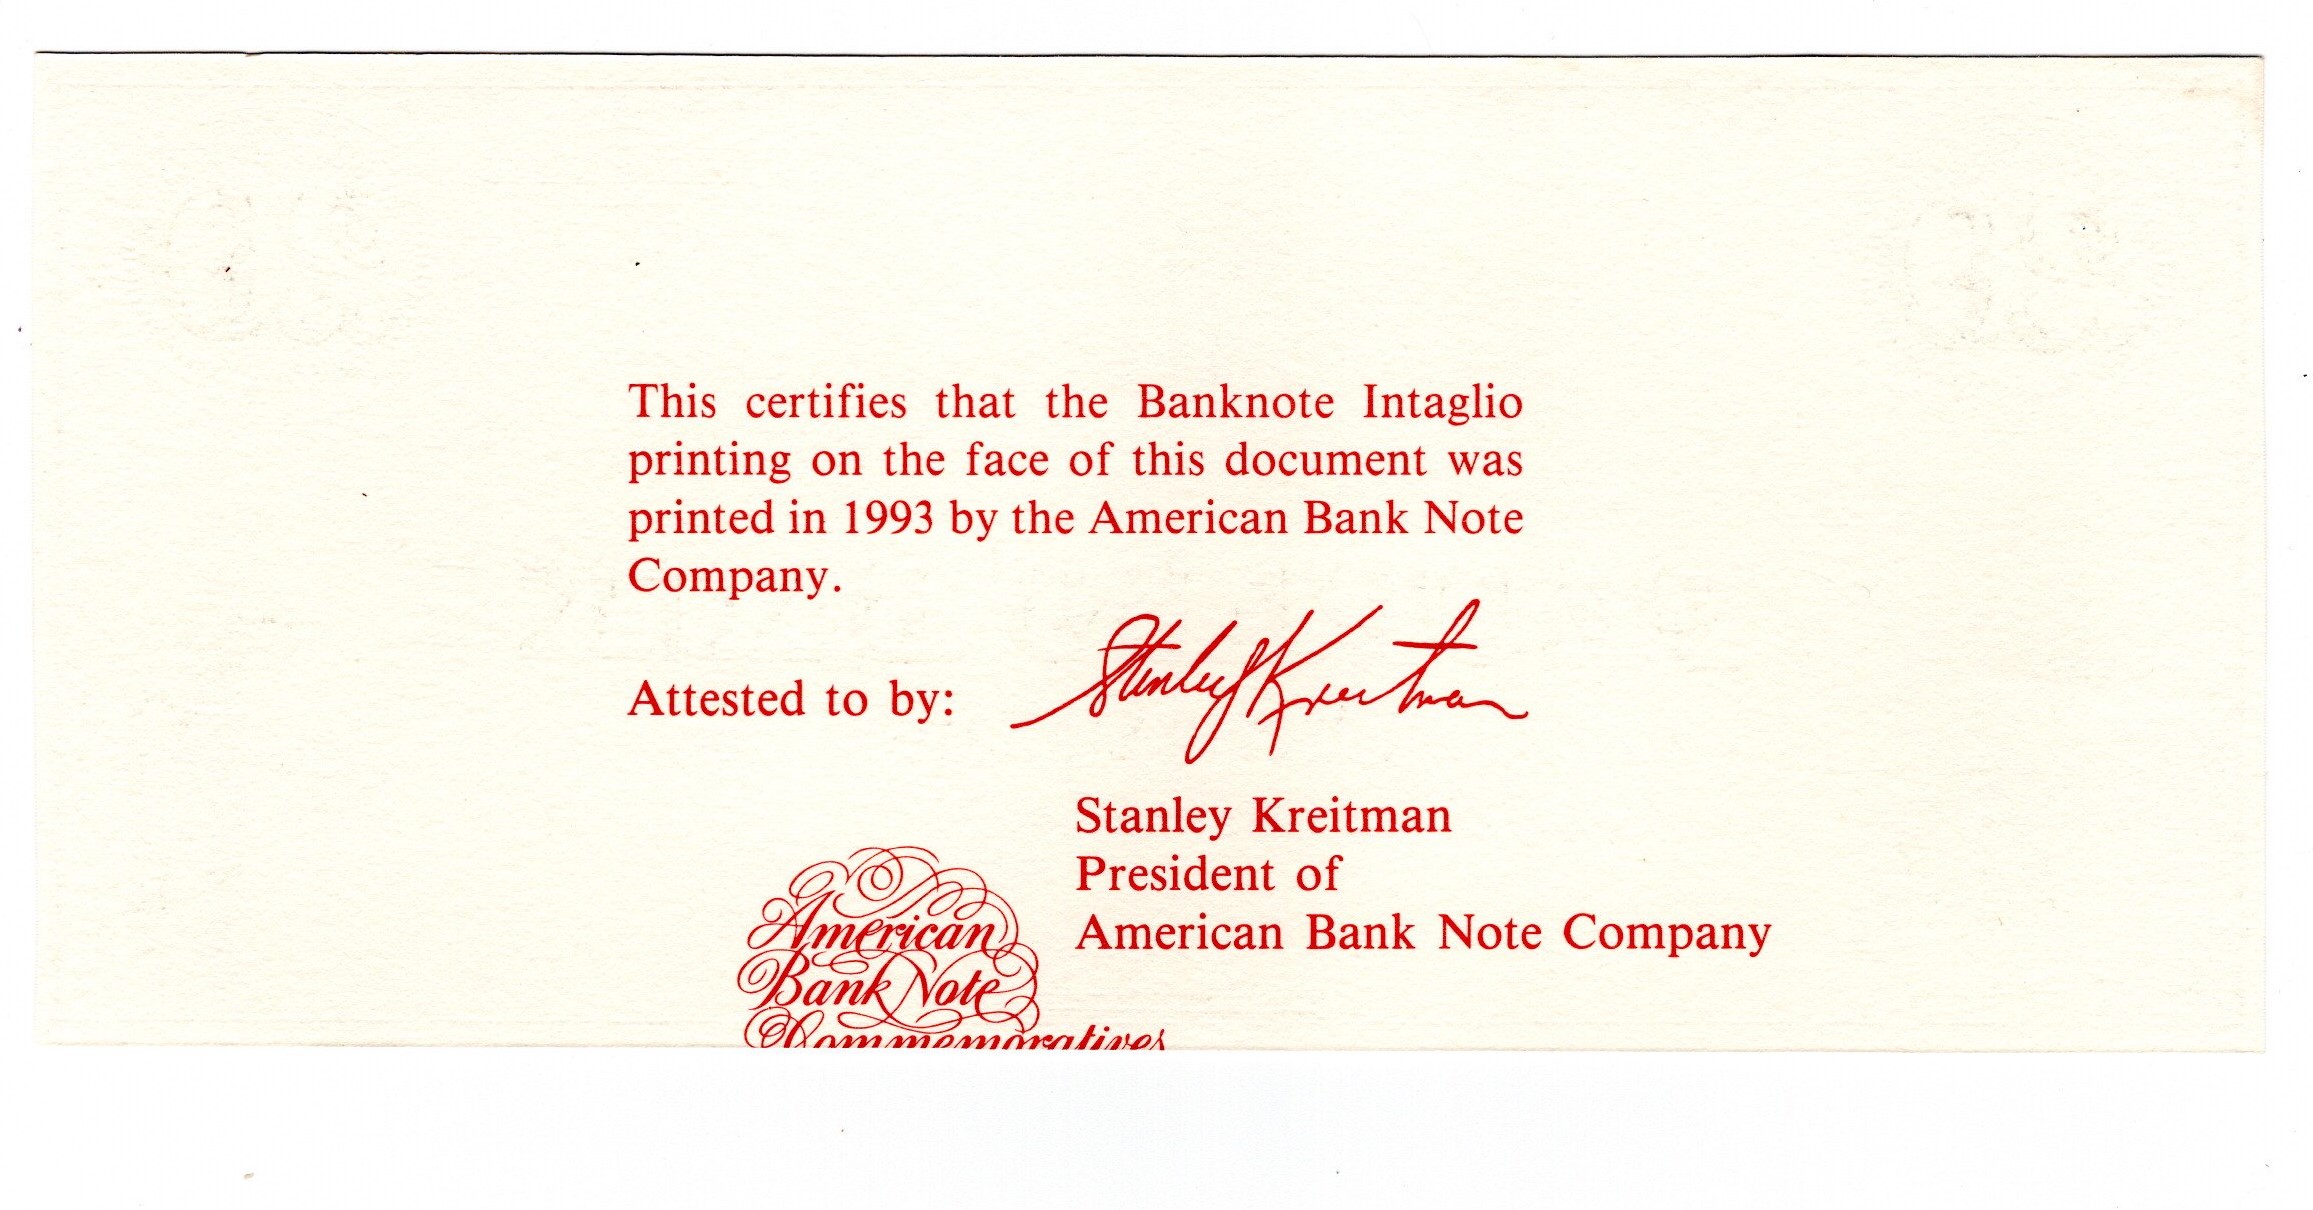 This certifies that the Banknote Intaglio
printing on the face of this document was
printed in 1993 by the American Bank Note
Company.
Attested to by:
Stanley Kreitman
Stanley Kreitman
President of
American Bank Note Company
American
Bank Note
Commemoratives